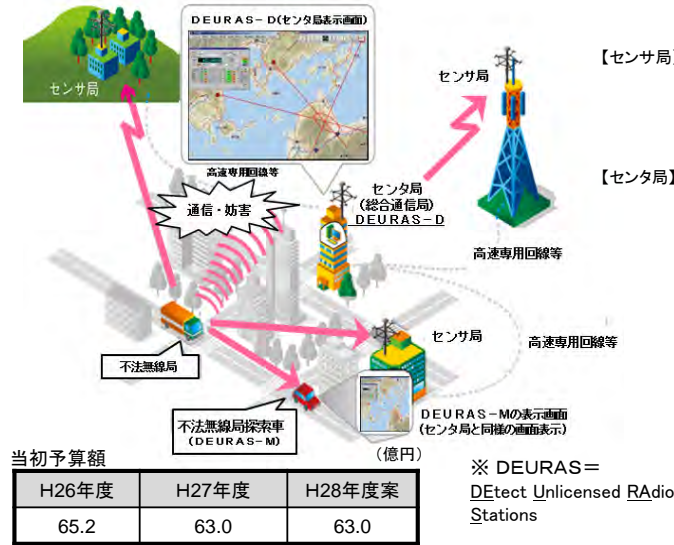 DEURAS-D(センタ局表示画面)
センサ局
センサ局
【センサ局】
高速専用回線等
通信・妨害
センタ局
(総合通信局)
DEURAS-D
【センタ局】
高速専用回線等
不法無線局
センサ局
高速専用回線等
不法無線局探索車
(DEURAS-M)
DEURAS-Mの表示画面
(センタ局と同様の画面表示)
当初予算額
(億円)
H26年度 H27年度 H28年度案
65.2 63.0 63.0
※ DEURAS=
DEtect Unlicensed RAdio
Stations